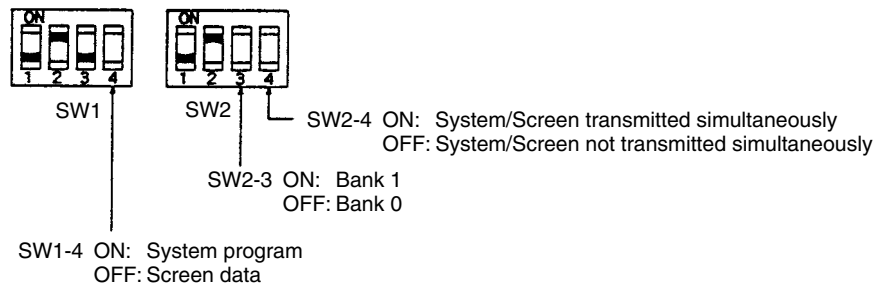 ON ON
1 2 3 4 1 2 3 4
SW1 SW2
SW2-4 ON: System/Screen transmitted simultaneously
OFF: System/Screen not transmitted simultaneously
SW2-3 ON: Bank 1
OFF: Bank 0
SW1-4 ON: System program
OFF: Screen data